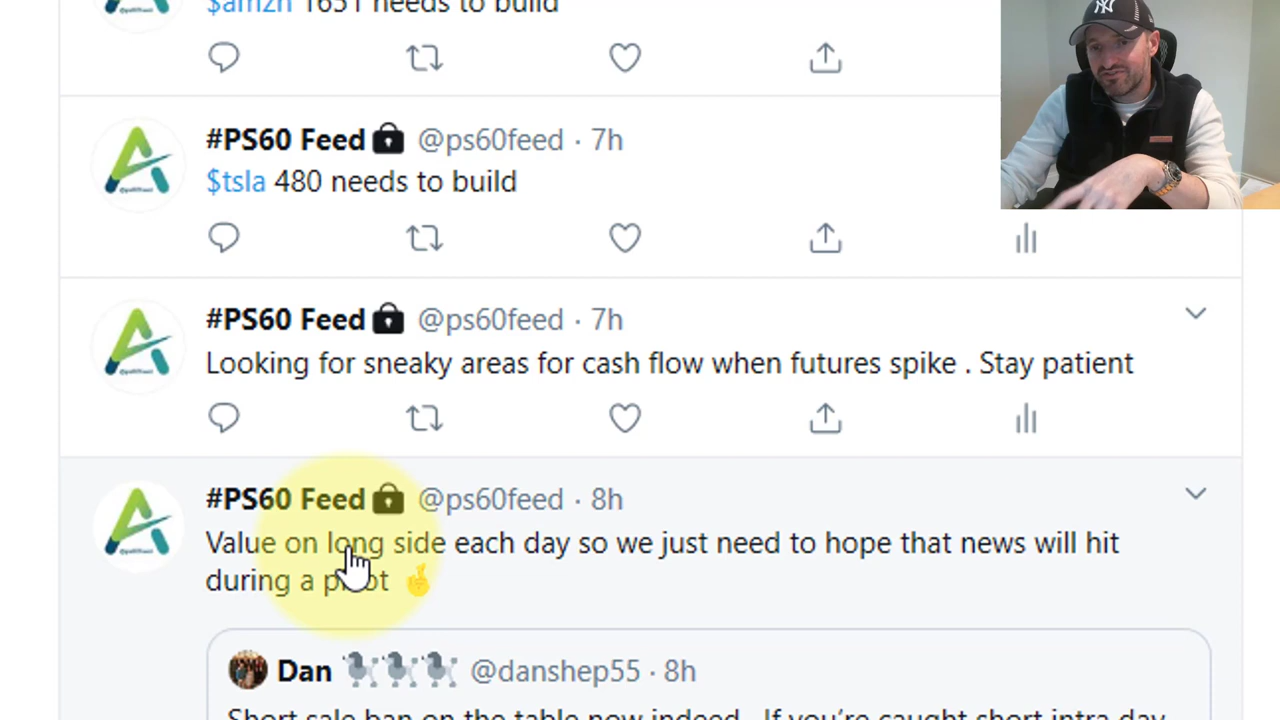 $amzn 1651 needs to build
#PS60 Feed @ps60feed · 7h
$tsla 480 needs to build
#PS60 Feed @ps60feed · 7h
Looking for sneaky areas for cash flow when futures spike . Stay patient
#PS60 Feed @ps60feed · 8h
Value on long side each day so we just need to hope that news will hit
during a pivot 🤞
Dan 🐩🐩🐩 @danshep55 · 8h
Short sale ban on the table now indeed. If you're caught short intra day